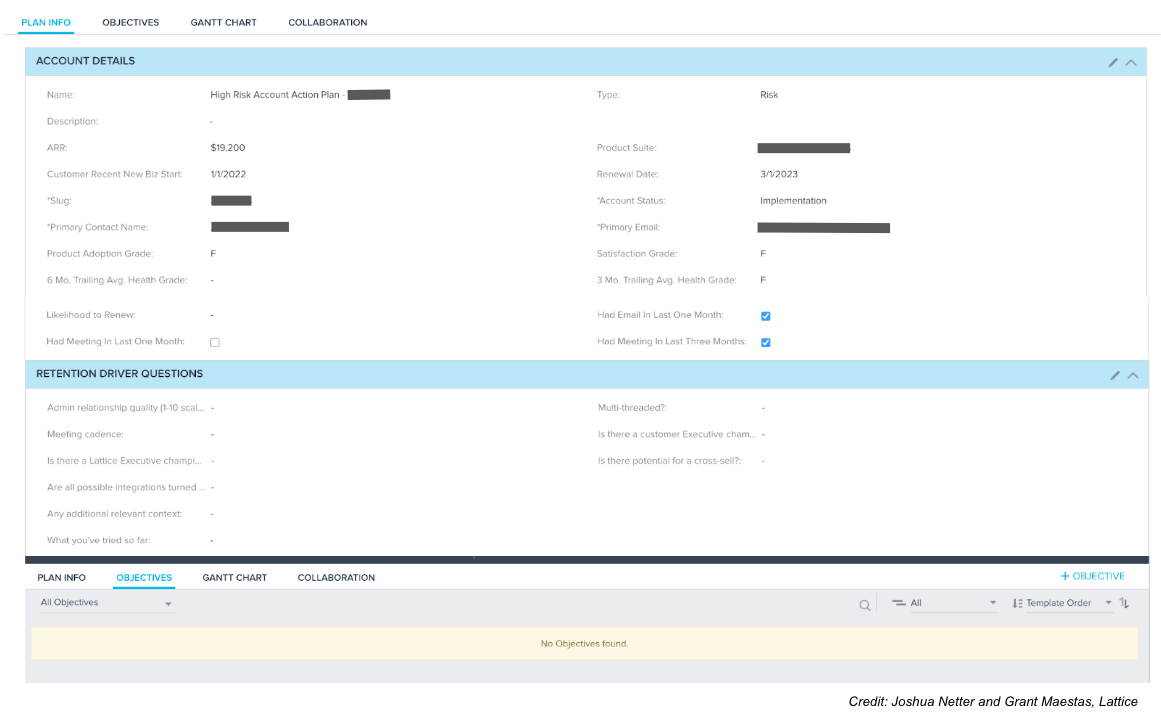 PLAN INFO OBJECTIVES GANTT CHART COLLABORATION
ACCOUNT DETAILS
Name: High Risk Account Action Plan - Type: Risk
Description: -
ARR: $19,200 Product Suite:
Customer Recent New Biz Start: 1/1/2022 Renewal Date: 3/1/2023
*Slug: *Account Status: Implementation
*Primary Contact Name: *Primary Email:
Product Adoption Grade: F Satisfaction Grade: F
6 Mo. Trailing Avg. Health Grade: - 3 Mo. Trailing Avg. Health Grade: F
Likelihood to Renew: - Had Email In Last One Month:
Had Meeting In Last One Month: Had Meeting In Last Three Months:
RETENTION DRIVER QUESTIONS
Admin relationship quality (1-10 scal... - Multi-threaded?: -
Meeting cadence: - Is there a customer Executive cham... -
Is there a Lattice Executive champi... - Is there potential for a cross-sell?: -
Are all possible integrations turned ... -
Any additional relevant context: -
What you've tried so far: -
PLAN INFO OBJECTIVES GANTT CHART COLLABORATION + OBJECTIVE
All Objectives All Template Order
No Objectives found.
Credit: Joshua Netter and Grant Maestas, Lattice